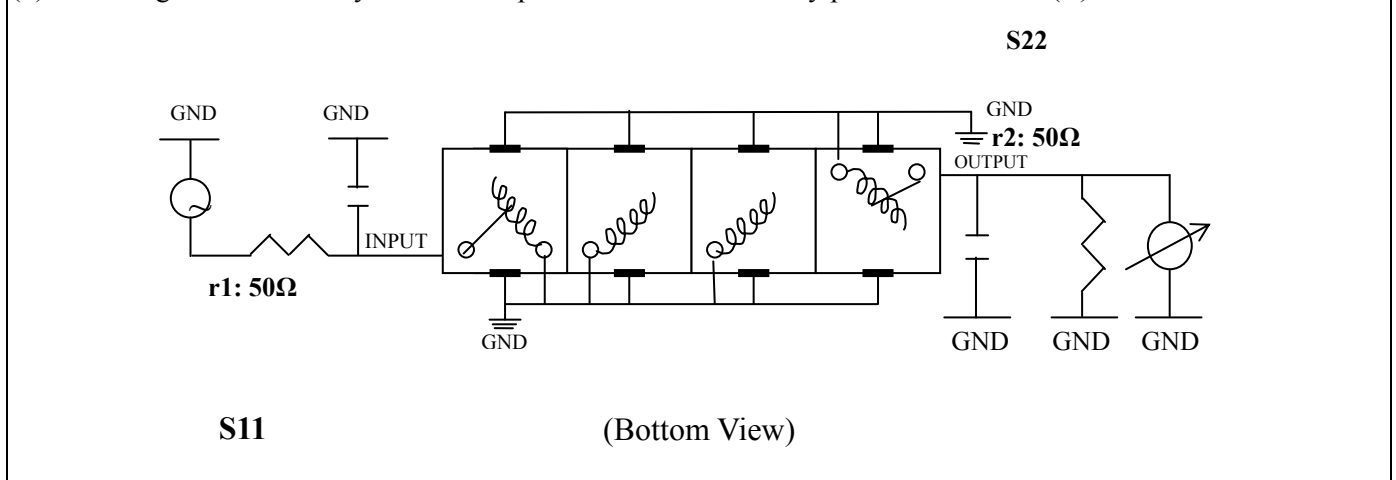 S22
GND
GND
GND
r2: 50Ω
OUTPUT
INPUT
r1: 50Ω
GND
GND
GND
GND
S11
(Bottom View)